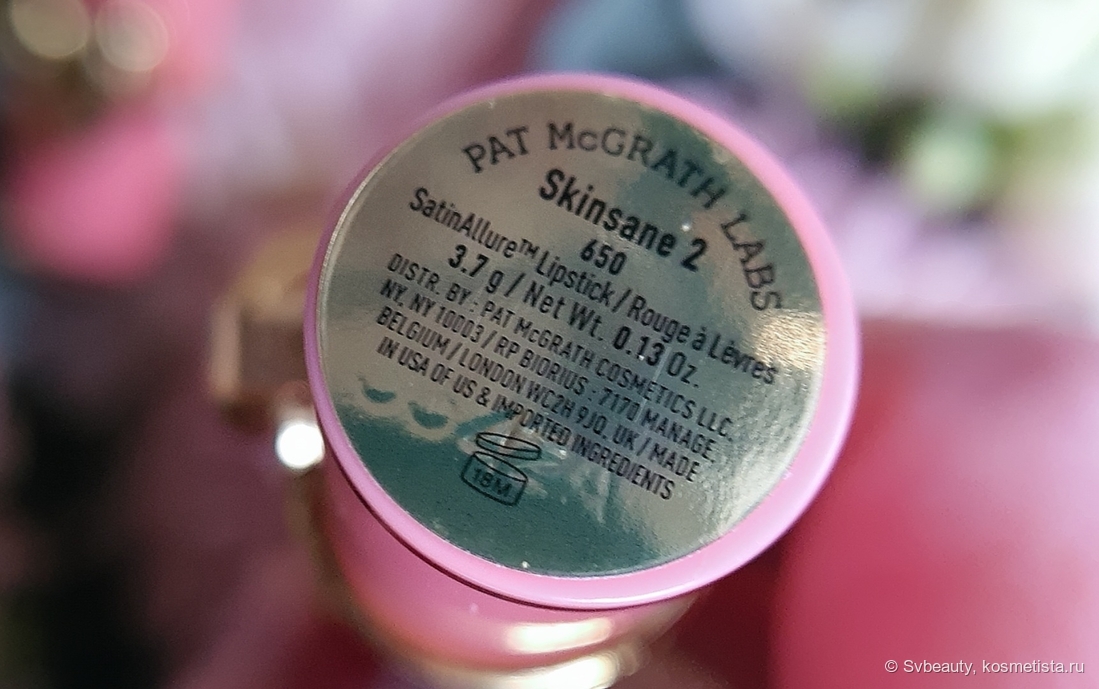 PAT McGRATH LABS
Skinsane 2
650
SatinAllure™ Lipstick / Rouge à Lèvres
3.7 g / Net Wt. 0.13 Oz.
DISTR. BY: PAT McGRATH COSMETICS LLC.
NY, NY 10003 / RP BIORIUS : 7170 MANAGE,
BELGIUM / LONDON WC2H 9JQ, UK / MADE
IN USA OF US & IMPORTED INGREDIENTS
18M
© Svbeauty, kosmetista.ru